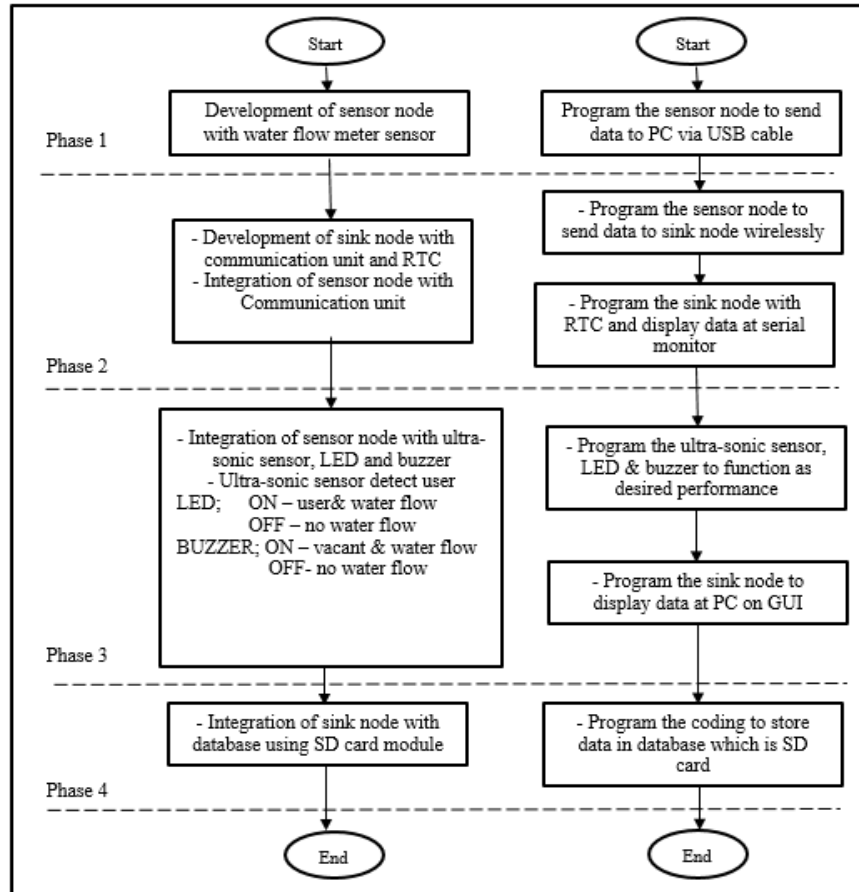 Start
Start
Development of sensor node
with water flow meter sensor
Program the sensor node to send
data to PC via USB cable
Phase 1
- Development of sink node with
communication unit and RTC
- Integration of sensor node with
Communication unit
- Program the sensor node to
send data to sink node wirelessly
- Program the sink node with
RTC and display data at serial
monitor
Phase 2
- Integration of sensor node with ultra-
sonic sensor, LED and buzzer
- Ultra-sonic sensor detect user
LED; ON – user& water flow
OFF – no water flow
BUZZER; ON – vacant & water flow
OFF- no water flow
- Program the ultra-sonic sensor,
LED & buzzer to function as
desired performance
- Program the sink node to
display data at PC on GUI
Phase 3
- Integration of sink node with
database using SD card module
- Program the coding to store
data in database which is SD
card
Phase 4
End
End